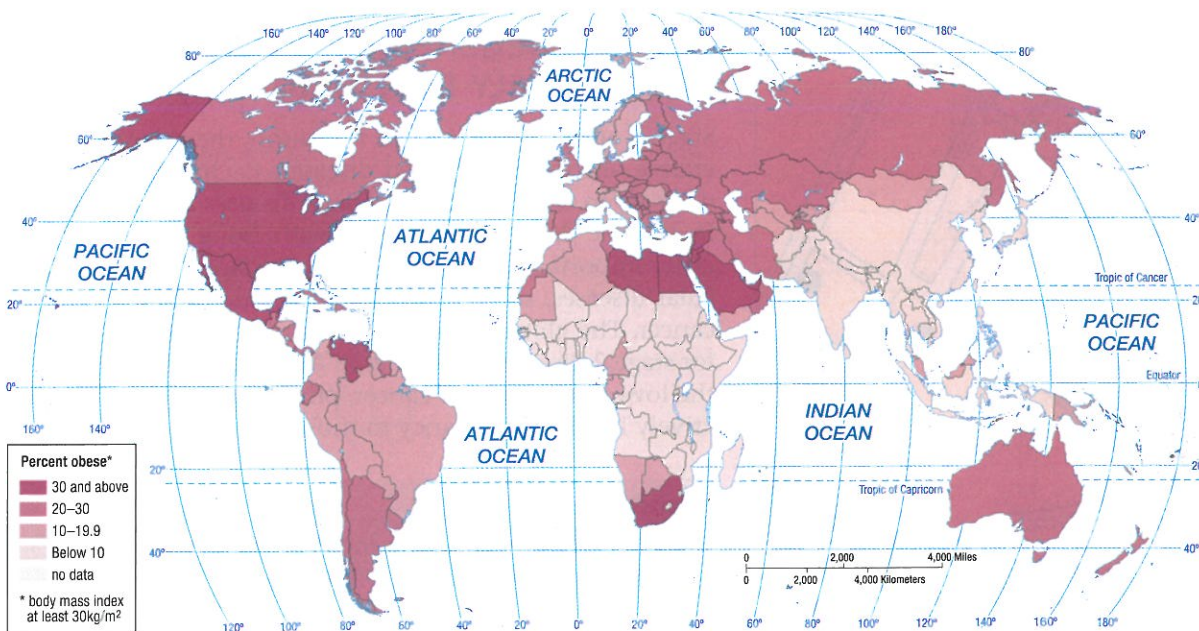 160° 140° 120° 100° 80° 60° 40° 20° 0° 20° 40° 60° 80° 100° 120° 140° 160° 180°
80°
80°
ARCTIC
OCEAN
60°
60°
40°
40°
PACIFIC
OCEAN
ATLANTIC
OCEAN
Tropic of Cancer
20°
20°
PACIFIC
OCEAN
Equator
0°
160° 140°
ATLANTIC
OCEAN
INDIAN
OCEAN
20°
20
Tropic of Capricorn
40°
40°
Percent obese*
30 and above
20–30
10–19.9
Below 10
no data
* body mass index
at least 30kg/m²
0 2,000 4,000 Miles
0 2,000 4,000 Kilometers
120° 100° 80° 60° 40° 20° 0° 20° 40° 60° 80° 100° 120° 140° 160° 180°